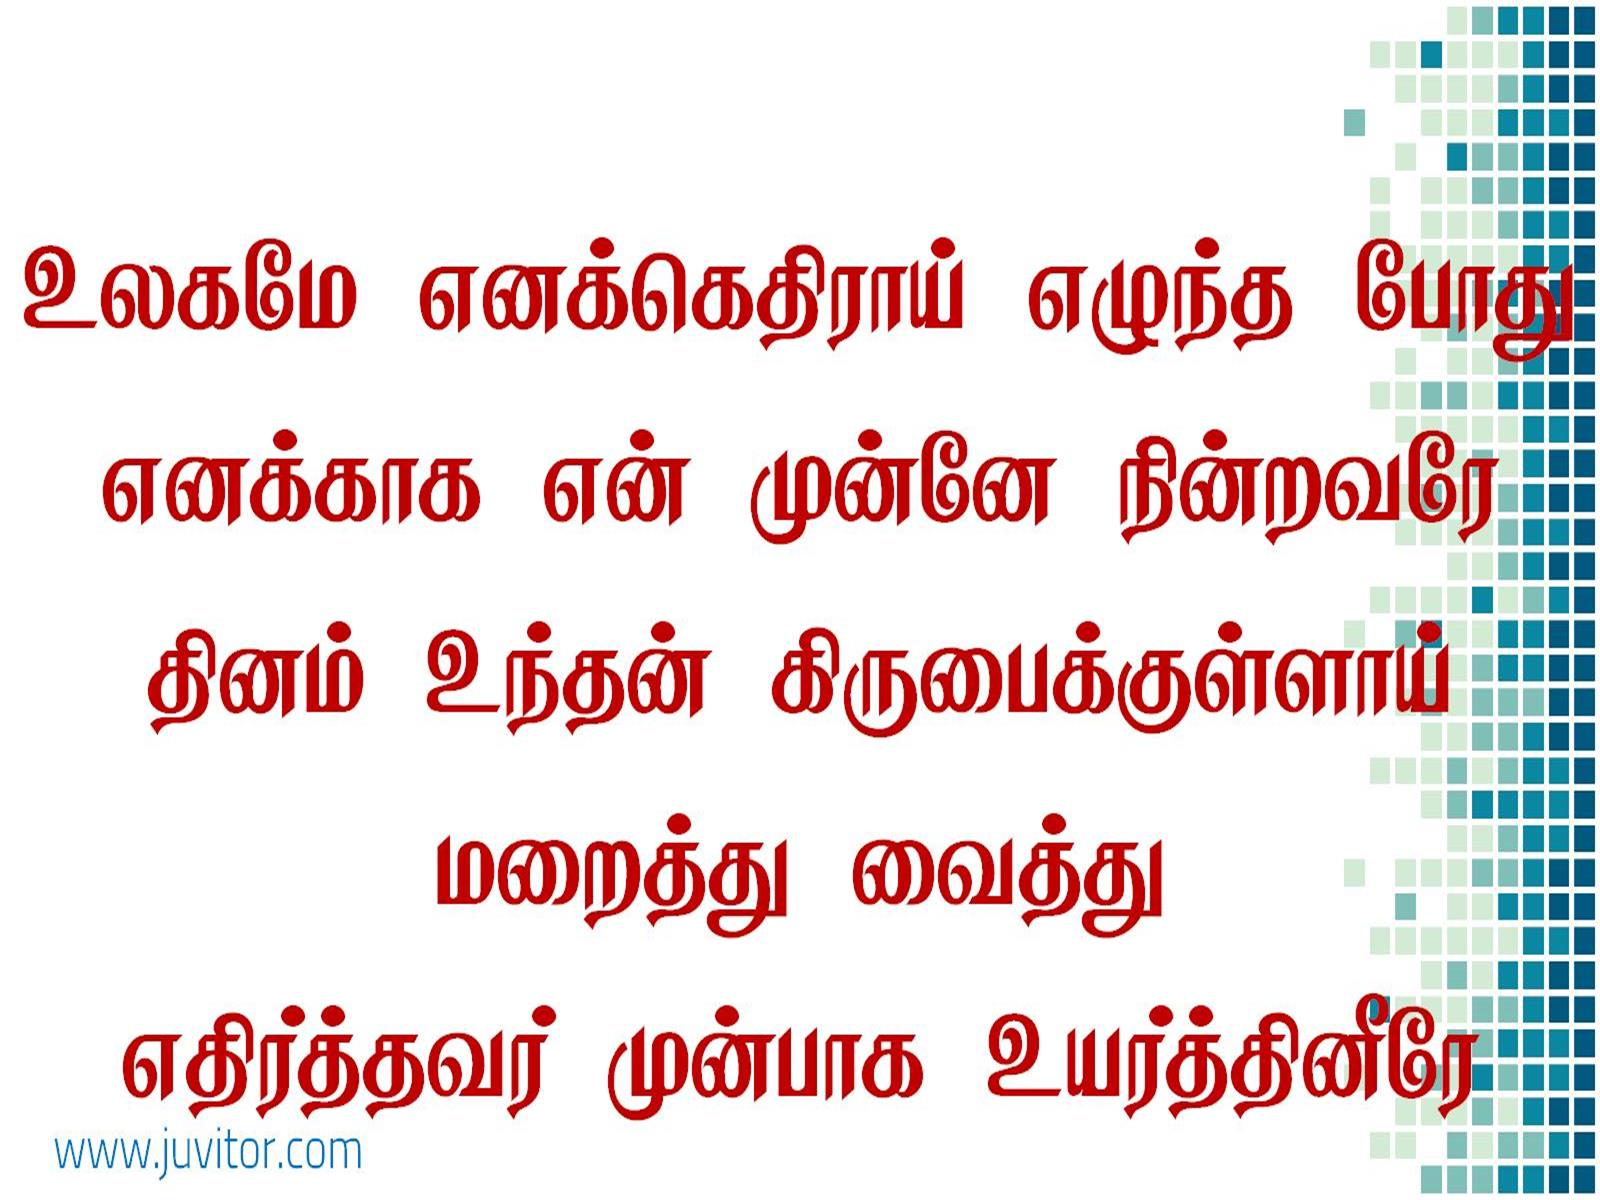 உலகமே எனக்கெதிராய் எழுந்த போது
எனக்காக என் முன்னே நின்றவரே
தினம் உந்தன் கிருபைக்குள்ளாய்
மறைத்து வைத்து
எதிர்த்தவர் முன்பாக உயர்த்தினீரே
www.juvitor.com